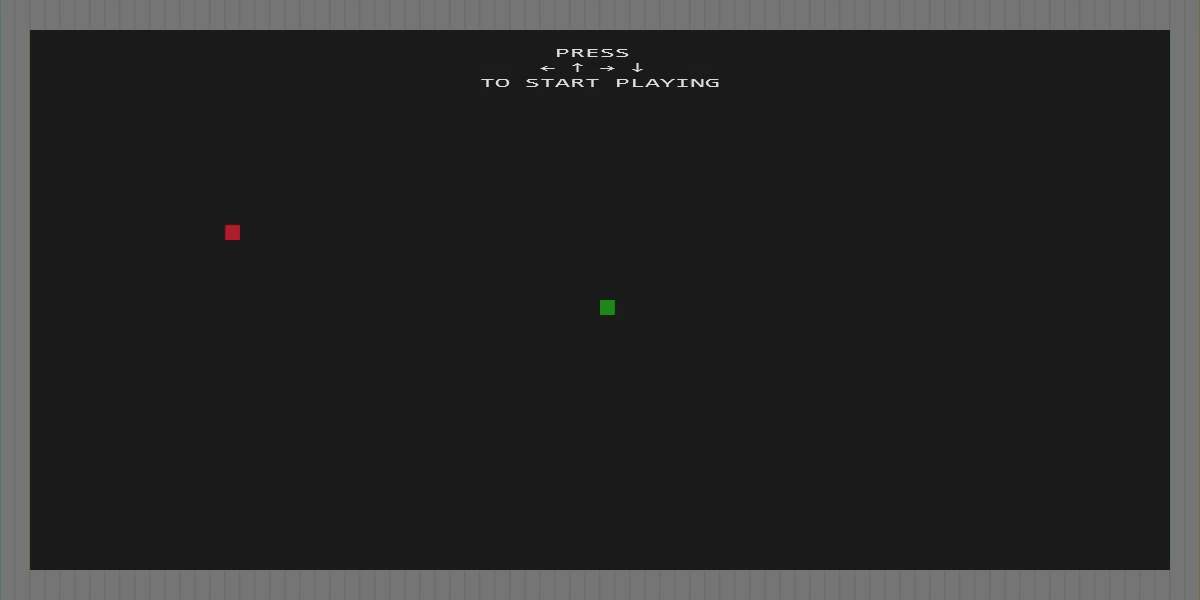 PRESS
← ↑ → ↓
TO START PLAYING